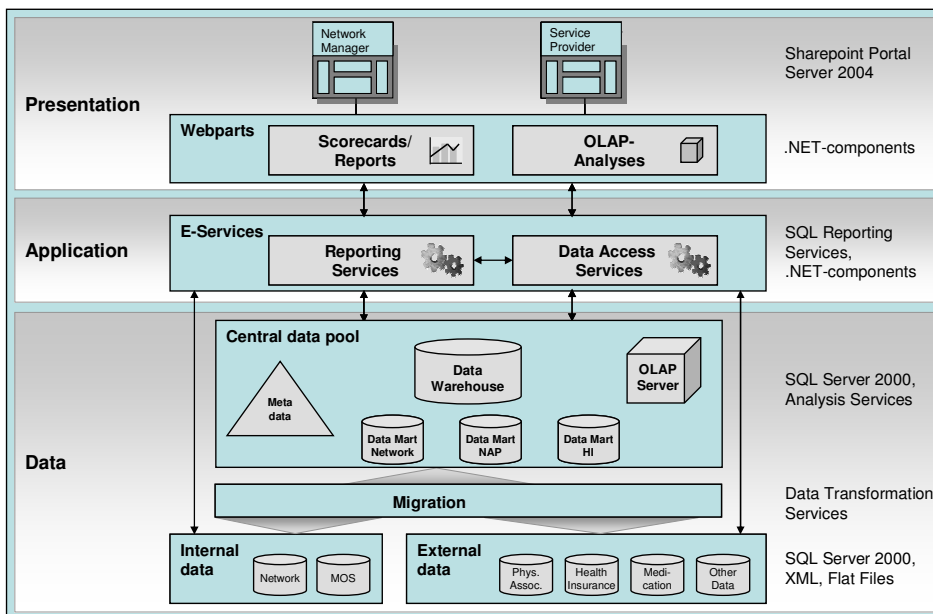 Network
Manager
Service
Provider
Sharepoint Portal
Server 2004
Presentation
Webparts
Scorecards/
Reports
OLAP-
Analyses
.NET-components
Application
E-Services
Reporting
Services
Data Access
Services
SQL Reporting
Services,
.NET-components
Data
Central data pool
Meta
data
Data
Warehouse
OLAP
Server
Data Mart
Network
Data Mart
NAP
Data Mart
HI
SQL Server 2000,
Analysis Services
Migration
Data Transformation
Services
Internal
data
Network
MOS
External
data
Phys.
Assoc.
Health
Insurance
Medi-
cation
Other
Data
SQL Server 2000,
XML, Flat Files